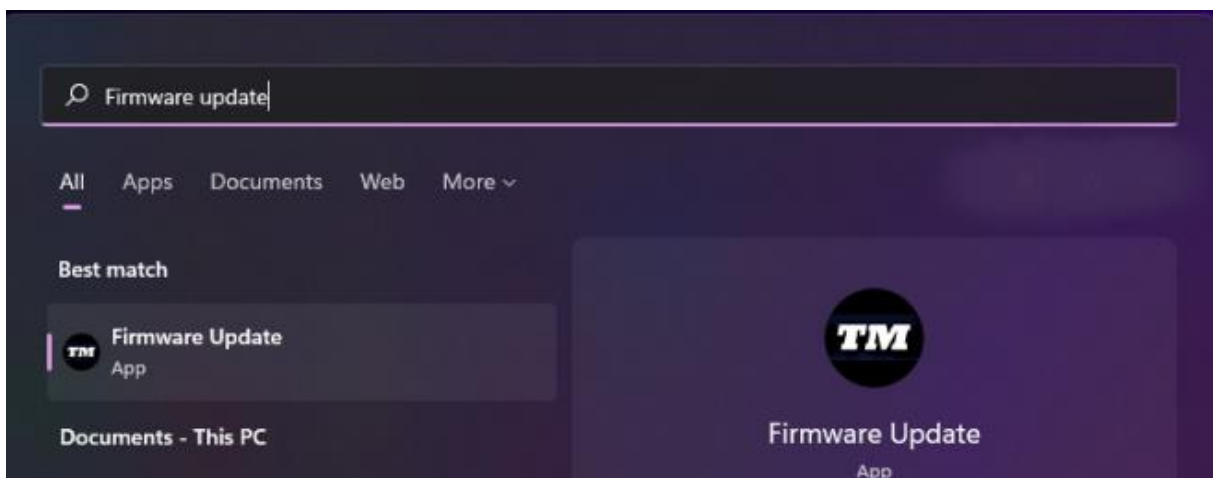 Firmware update
All Apps Documents Web More
Best match
TM
Firmware Update
App
Documents - This PC
TM
Firmware Update
App